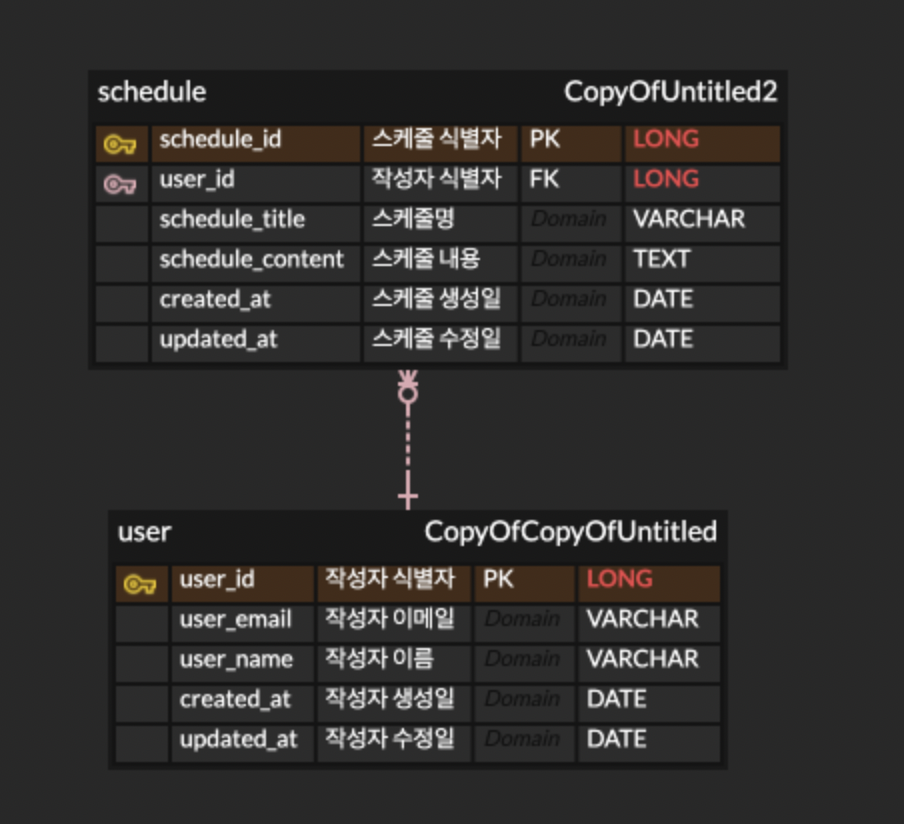 schedule CopyOfUntitled2
schedule_id 스케줄 식별자 PK LONG
user_id 작성자 식별자 FK LONG
schedule_title 스케줄명 Domain VARCHAR
schedule_content 스케줄 내용 Domain TEXT
created_at 스케줄 생성일 Domain DATE
updated_at 스케줄 수정일 Domain DATE
user CopyOfCopyOfUntitled
user_id 작성자 식별자 PK LONG
user_email 작성자 이메일 Domain VARCHAR
user_name 작성자 이름 Domain VARCHAR
created_at 작성자 생성일 Domain DATE
updated_at 작성자 수정일 Domain DATE